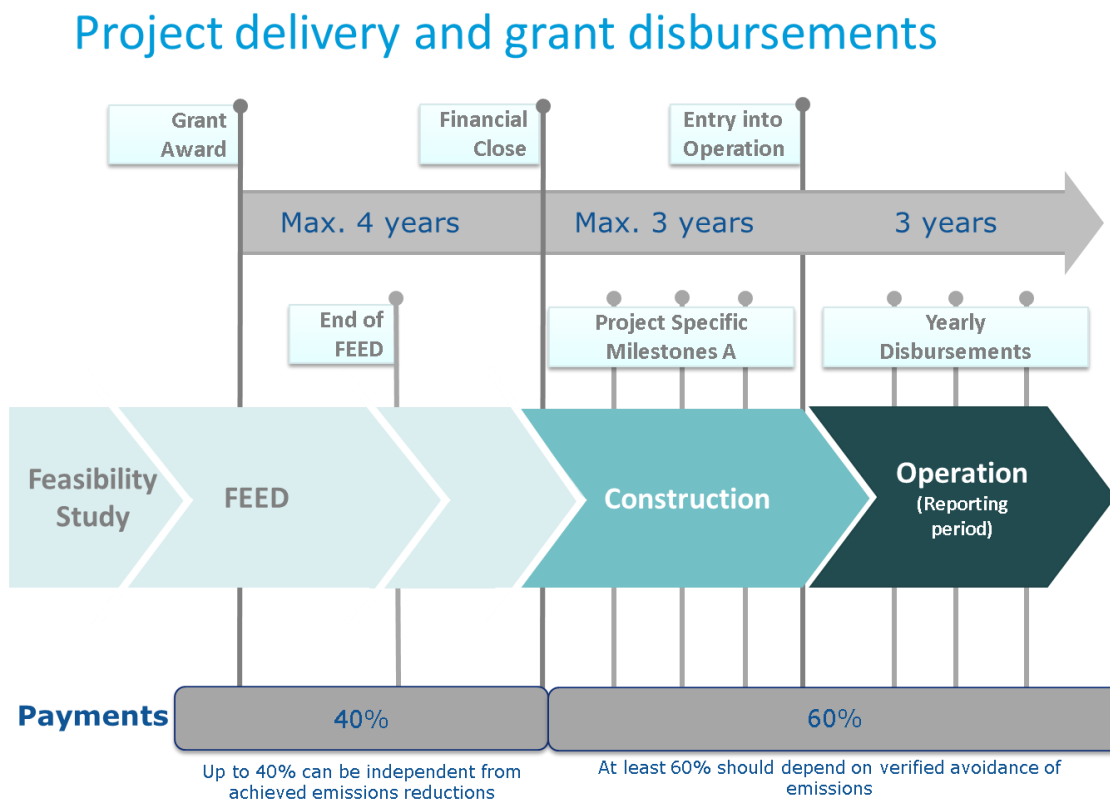 Project delivery and grant disbursements
Grant
Award
Financial
Close
Entry into
Operation
Max. 4 years
Max. 3 years
3 years
End of
FEED
Project Specific
Milestones A
Yearly
Disbursements
Feasibility
Study
FEED
Construction
Operation
(Reporting
period)
Payments
40%
60%
Up to 40% can be independent from
achieved emissions reductions
At least 60% should depend on verified avoidance of
emissions